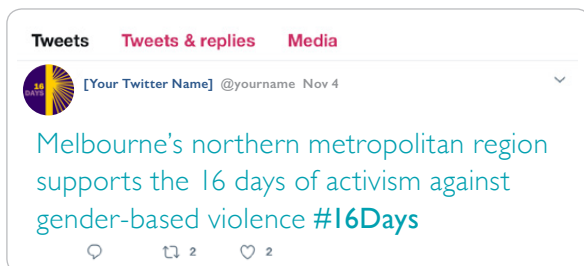 Tweets Tweets & replies Media
16
DAYS
[Your Twitter Name] @yourname Nov 4
Melbourne's northern metropolitan region
supports the 16 days of activism against
gender-based violence #16Days
2 2